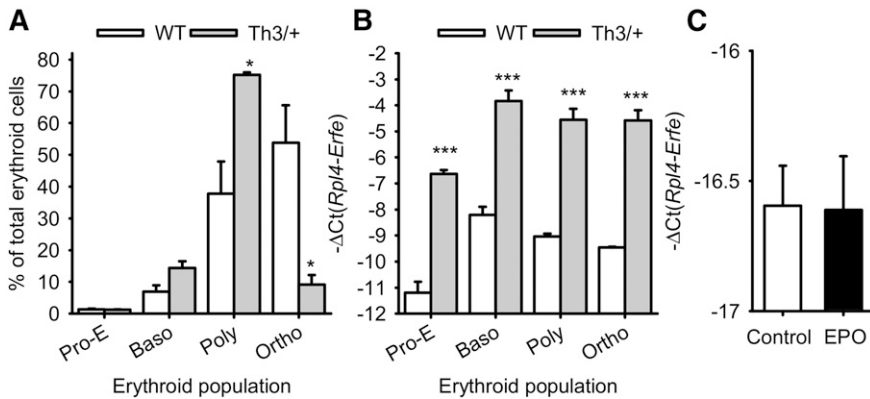 A
WT Th3/+
% of total erythroid cells
80
70
60
50
40
30
20
10
0
*
*
Pro-E Baso Poly Ortho
Erythroid population
B
WT Th3/+
-ΔCt(Rpl4-Erfe)
-2
-3
-4
-5
-6
-7
-8
-9
-10
-11
-12
***
***
***
***
Pro-E Baso Poly Ortho
Erythroid population
C
-ΔCt(Rpl4-Erfe)
-16
-16.5
-17
Control EPO